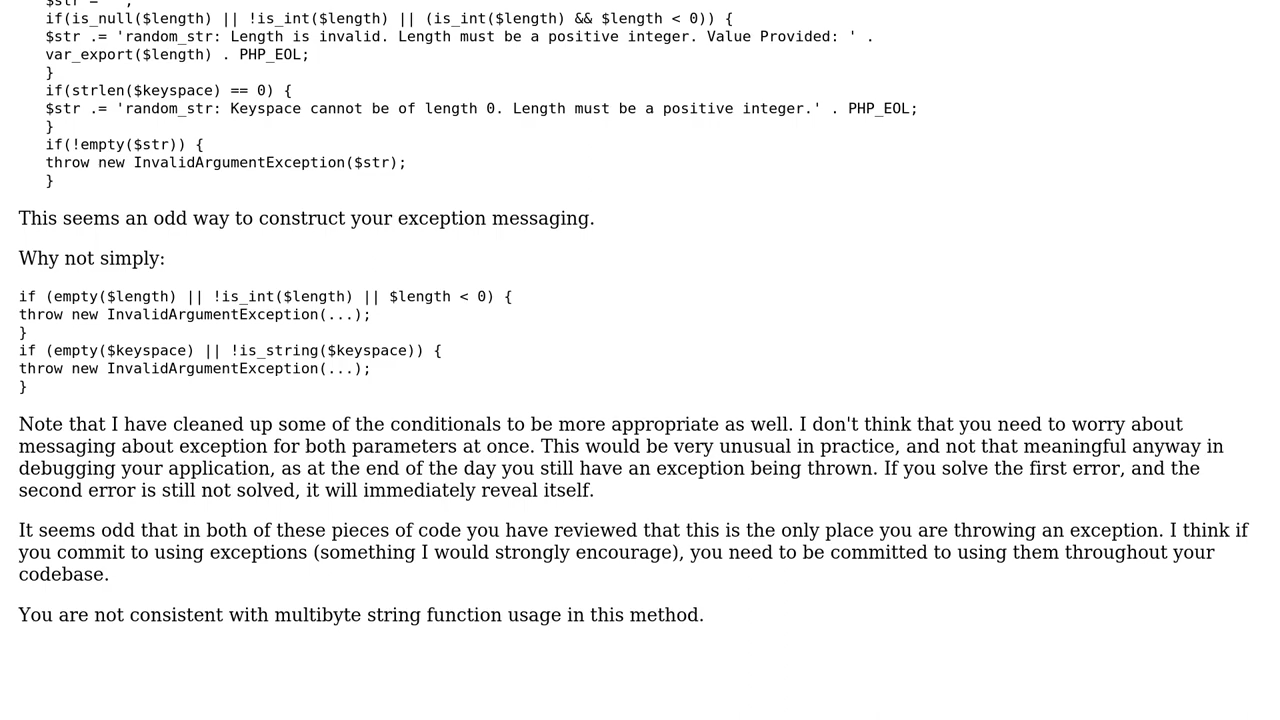 $str = '';
if(is_null($length) || !is_int($length) || (is_int($length) && $length < 0)) {
$str .= 'random_str: Length is invalid. Length must be a positive integer. Value Provided: ' .
var_export($length) . PHP_EOL;
}
if(strlen($keyspace) == 0) {
$str .= 'random_str: Keyspace cannot be of length 0. Length must be a positive integer.' . PHP_EOL;
}
if(!empty($str)) {
throw new InvalidArgumentException($str);
}
This seems an odd way to construct your exception messaging.
Why not simply:
if (empty($length) || !is_int($length) || $length < 0) {
throw new InvalidArgumentException(...);
}
if (empty($keyspace) || !is_string($keyspace)) {
throw new InvalidArgumentException(...);
}
Note that I have cleaned up some of the conditionals to be more appropriate as well. I don't think that you need to worry about
messaging about exception for both parameters at once. This would be very unusual in practice, and not that meaningful anyway in
debugging your application, as at the end of the day you still have an exception being thrown. If you solve the first error, and the
second error is still not solved, it will immediately reveal itself.
It seems odd that in both of these pieces of code you have reviewed that this is the only place you are throwing an exception. I think if
you commit to using exceptions (something I would strongly encourage), you need to be committed to using them throughout your
codebase.
You are not consistent with multibyte string function usage in this method.